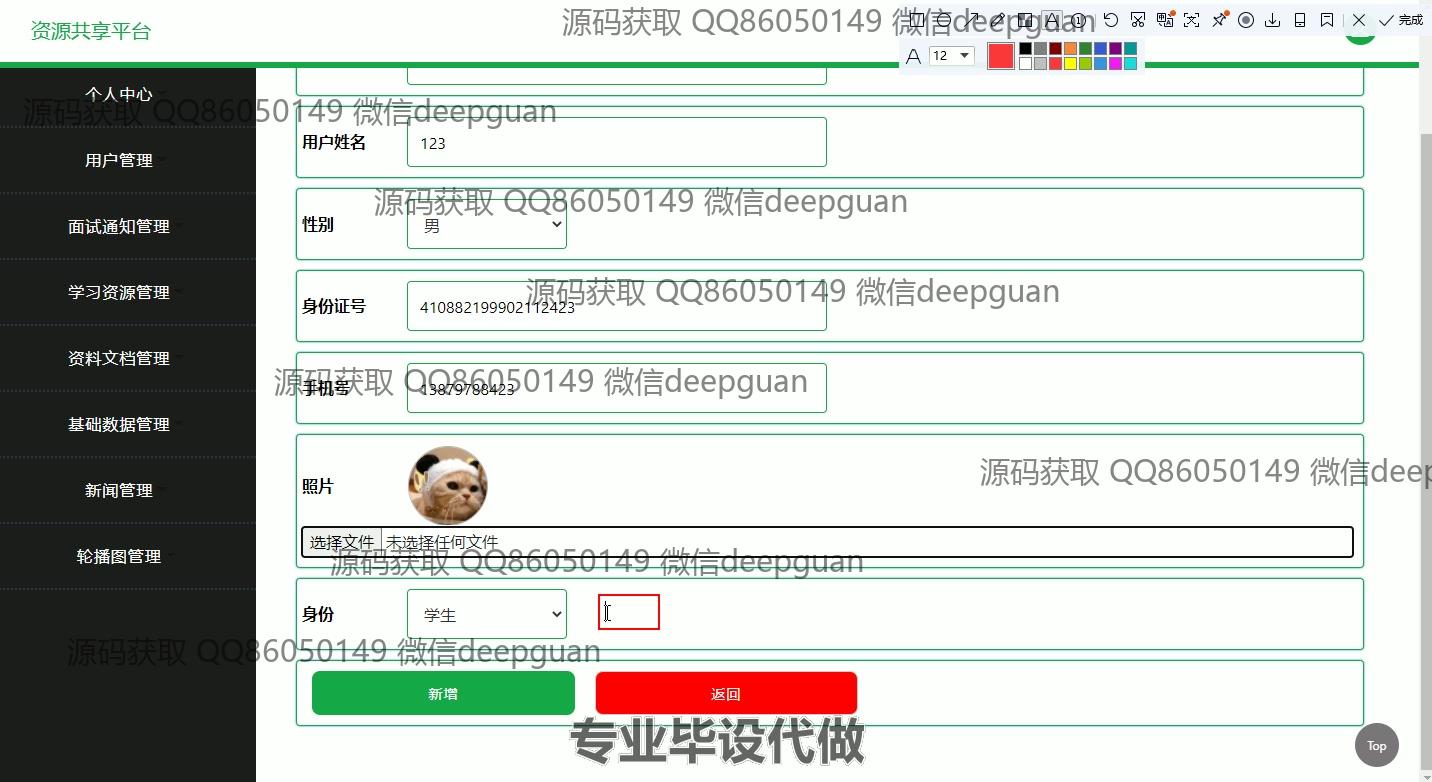 源码获取 QQ86050149 微信deepguan
完成
资源共享平台
A 12
个人中心
源码获取 QQ86050149 微信deepguan
用户姓名 123
用户管理
源码获取 QQ86050149 微信deepguan
性别 男
面试通知管理
学习资源管理
源码获取 QQ86050149 微信deepguan
身份证号 410882199902112423
资料文档管理
源码获取 QQ86050149 微信deepguan
手机号 13879788423
基础数据管理
源码获取 QQ86050149 微信deep
照片
新闻管理
选择文件 未选择任何文件
轮播图管理
源码获取 QQ86050149 微信deepguan
身份 学生
源码获取 QQ86050149 微信deepguan
新增 返回
专业毕设代做
Top